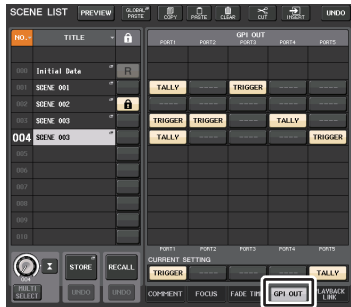 SCENE LIST PREVIEW GLOBAL PASTE COPY PASTE CLEAR CUT INSERT UNDO
NO. TITLE GPI OUT
PORT1 PORT2 PORT3 PORT4 PORT5
000 Initial Data R
001 SCENE 001 TALLY ---- TRIGGER ---- ----
002 SCENE 002 ---- ---- ---- ---- ----
003 SCENE 003 TRIGGER TRIGGER ---- TALLY ----
004 SCENE 003 TALLY ---- ---- ---- TRIGGER
005
006
007
008
009
010
PORT1 PORT2 PORT3 PORT4 PORT5
CURRENT SETTING
004 STORE RECALL TRIGGER ---- ---- ---- TALLY
MULTI SELECT UNDO UNDO COMMENT FOCUS FADE TIM GPI OUT LAYBACK LINK